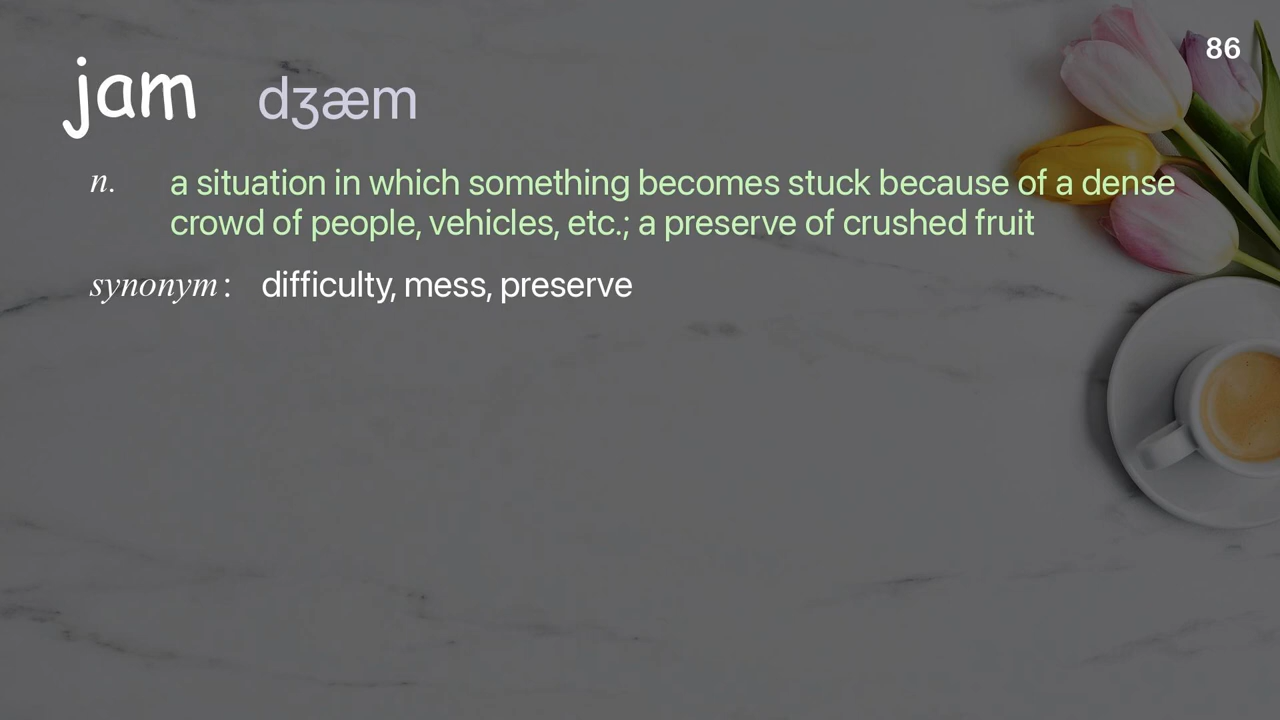 86
jam dʒæm
n. a situation in which something becomes stuck because of a dense
crowd of people, vehicles, etc.; a preserve of crushed fruit
synonym: difficulty, mess, preserve